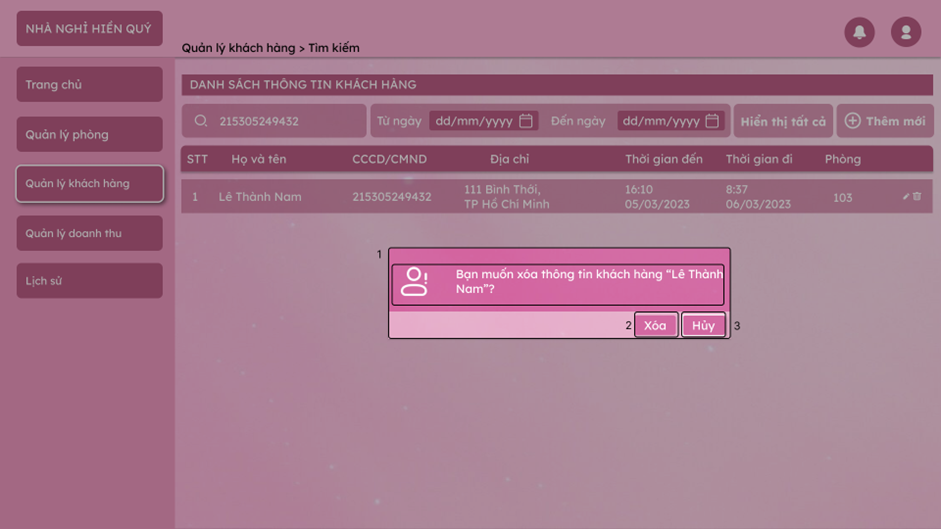 NHÀ NGHỈ HIỀN QUÝ
Quản lý khách hàng > Tìm kiếm
Trang chủ
Quản lý phòng
Quản lý khách hàng
Quản lý doanh thu
Lịch sử
DANH SÁCH THÔNG TIN KHÁCH HÀNG
215305249432
Từ ngày dd/mm/yyyy Đến ngày dd/mm/yyyy
Hiển thị tất cả
Thêm mới
STT Họ và tên CCCD/CMND Địa chỉ Thời gian đến Thời gian đi Phòng
1 Lê Thành Nam 215305249432 111 Bình Thới, 16:10 8:37 103
TP Hồ Chí Minh 05/03/2023 06/03/2023
1
Bạn muốn xóa thông tin khách hàng “Lê Thành
Nam”?
2 Xóa Hủy 3